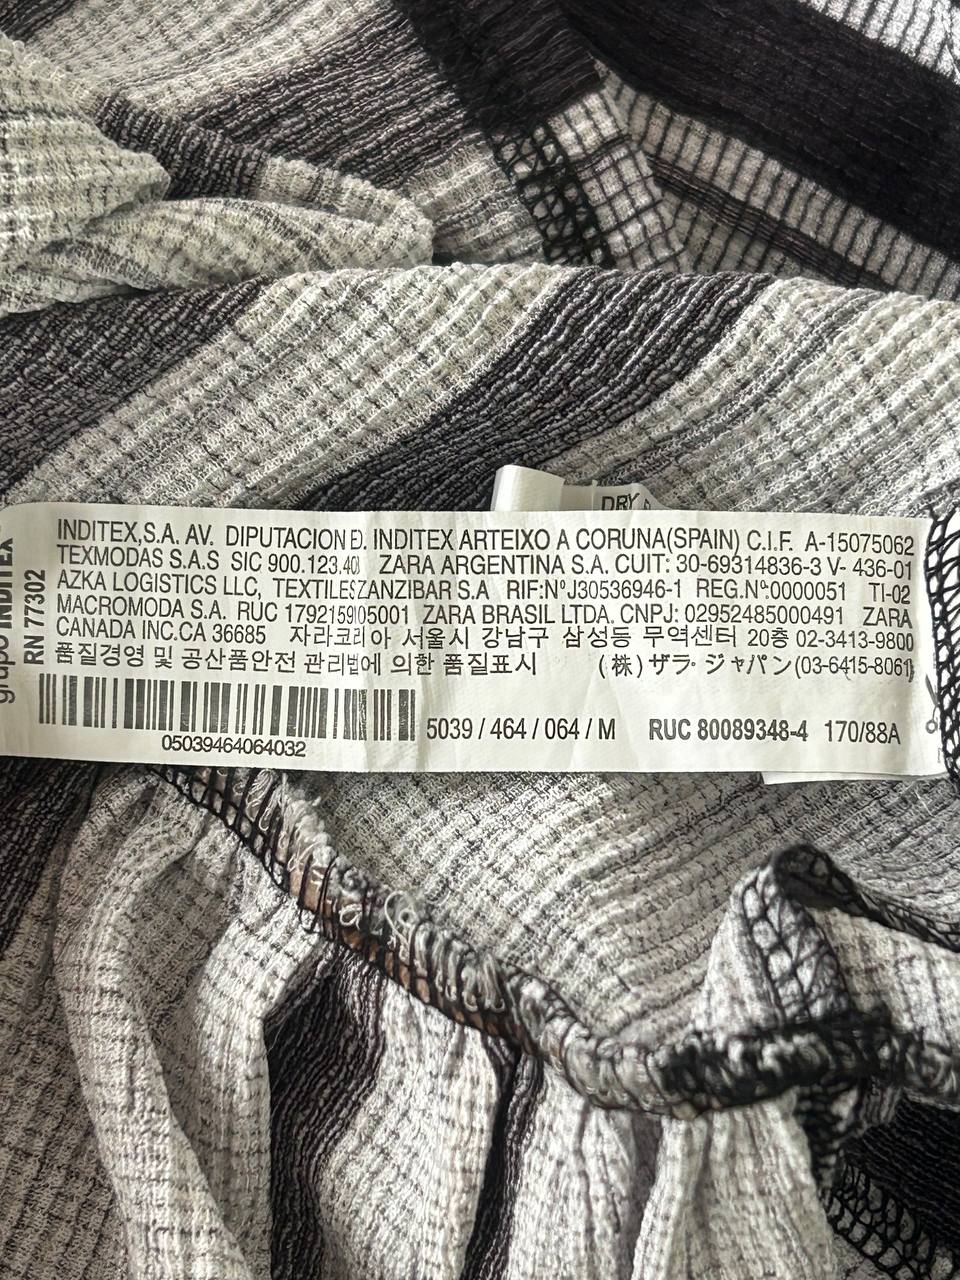 DRY
INDITEX,S.A. AV. DIPUTACION ED. INDITEX ARTEIXO A CORUNA(SPAIN) C.I.F. A-15075062
TEXMODAS S.A.S SIC 900.123.40 ZARA ARGENTINA S.A. CUIT: 30-69314836-3 V- 436-01
AZKA LOGISTICS LLC, TEXTILES ZANZIBAR S.A RIF:NºJ30536946-1 REG.Nº:0000051 TI-02
MACROMODA S.A. RUC 1792159105001 ZARA BRASIL LTDA. CNPJ: 02952485000491 ZARA
CANADA INC.CA 36685 자라코리아 서울시 강남구 삼성동 무역센터 20층 02-3413-9800
품질경영 및 공산품안전 관리법에 의한 품질표시 (株) ザラ・ジャパン(03-6415-8061)
5039 / 464 / 064 / M RUC 80089348-4 170/88A
05039464064032
grupo INDITEX
RN 77302